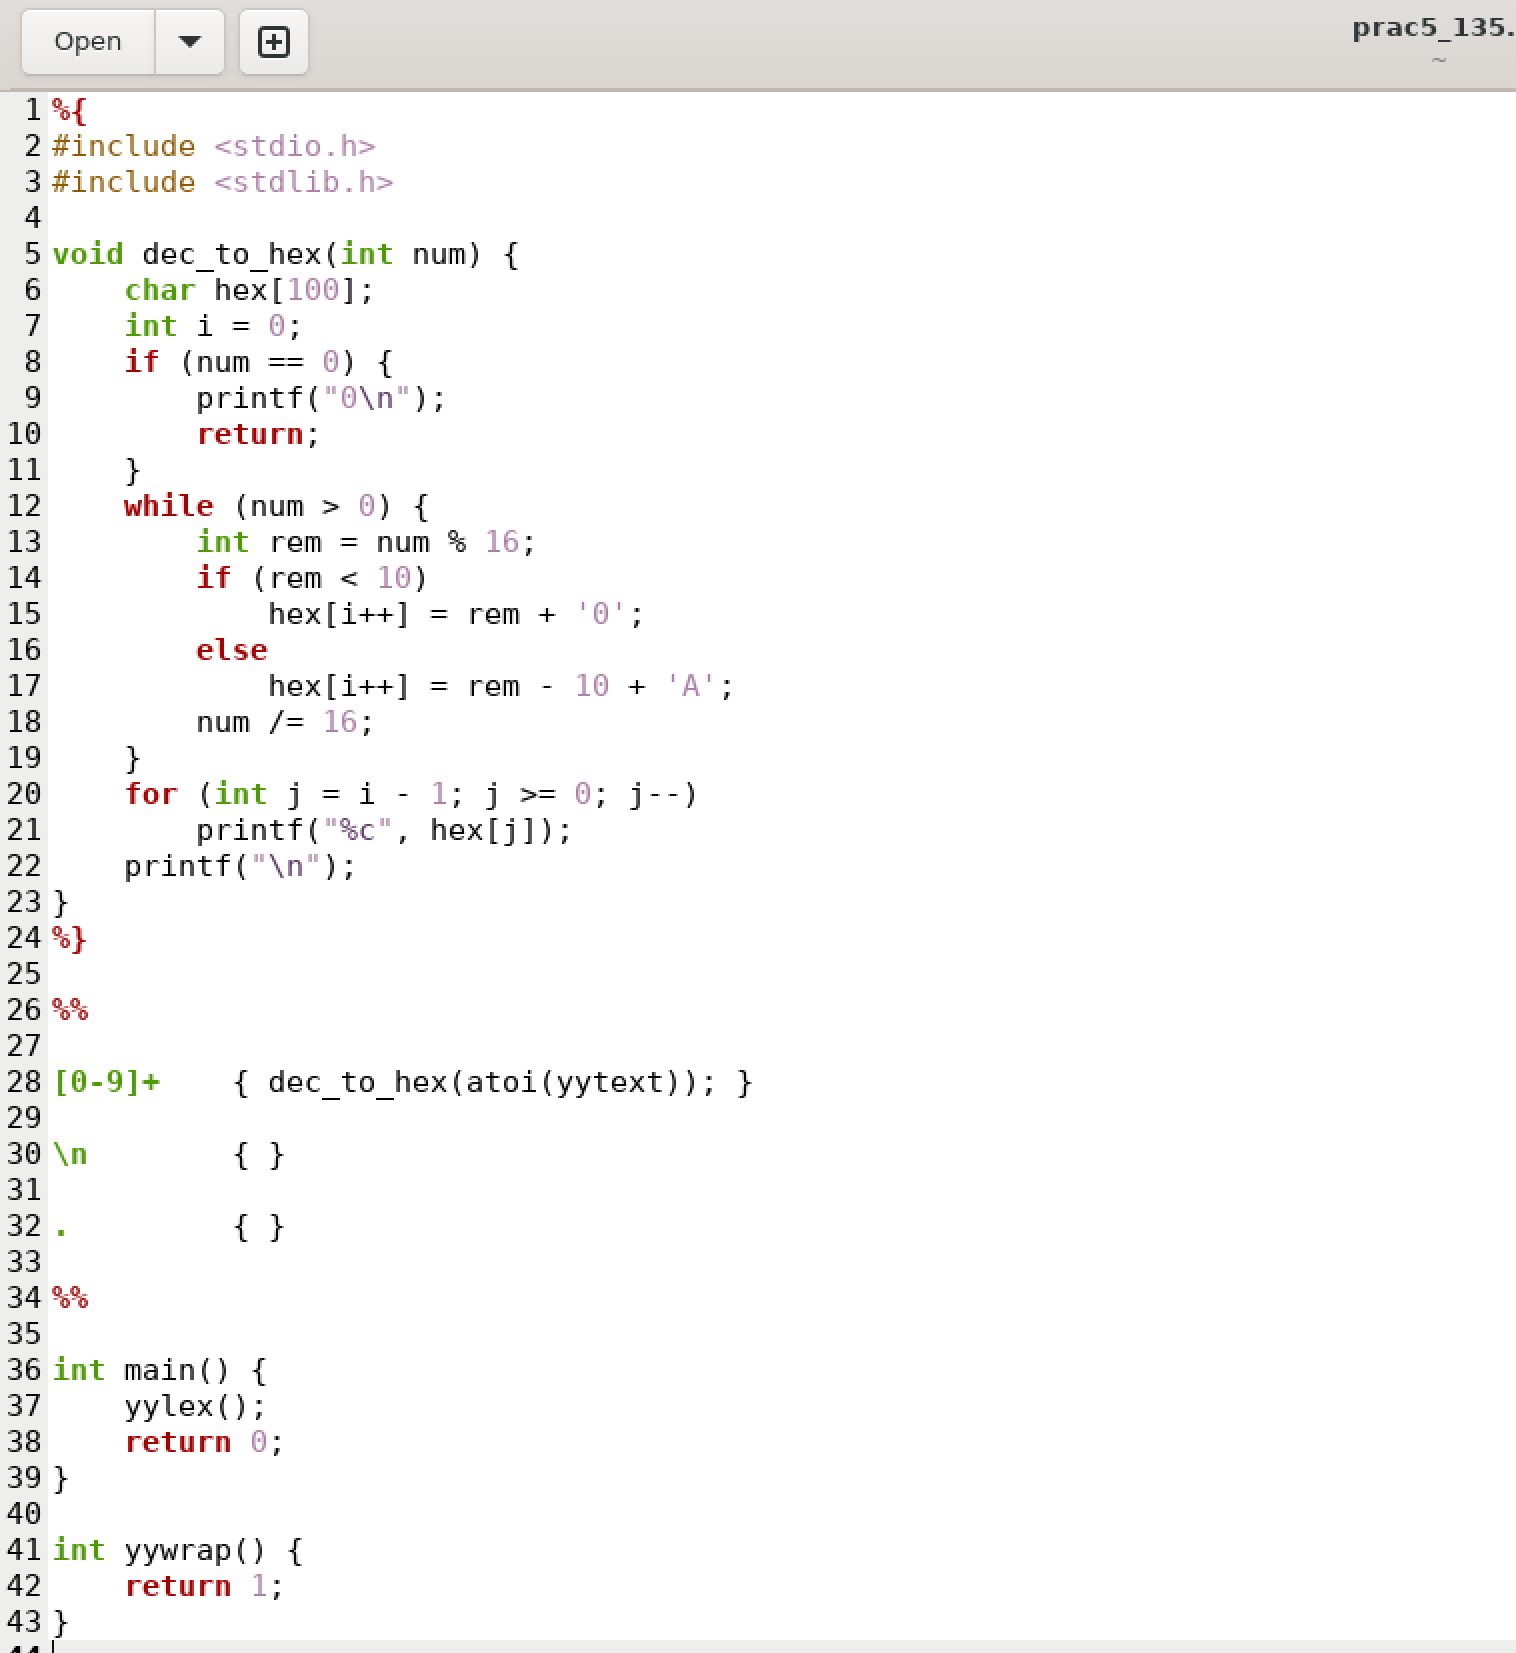 Open
prac5_135.
~
1 %{
2 #include <stdio.h>
3 #include <stdlib.h>
4
5 void dec_to_hex(int num) {
6     char hex[100];
7     int i = 0;
8     if (num == 0) {
9         printf("0\n");
10         return;
11     }
12     while (num > 0) {
13         int rem = num % 16;
14         if (rem < 10)
15             hex[i++] = rem + '0';
16         else
17             hex[i++] = rem - 10 + 'A';
18         num /= 16;
19     }
20     for (int j = i - 1; j >= 0; j--)
21         printf("%c", hex[j]);
22     printf("\n");
23 }
24 %}
25
26 %%
27
28 [0-9]+    { dec_to_hex(atoi(yytext)); }
29
30 \n        { }
31
32 .         { }
33
34 %%
35
36 int main() {
37     yylex();
38     return 0;
39 }
40
41 int yywrap() {
42     return 1;
43 }